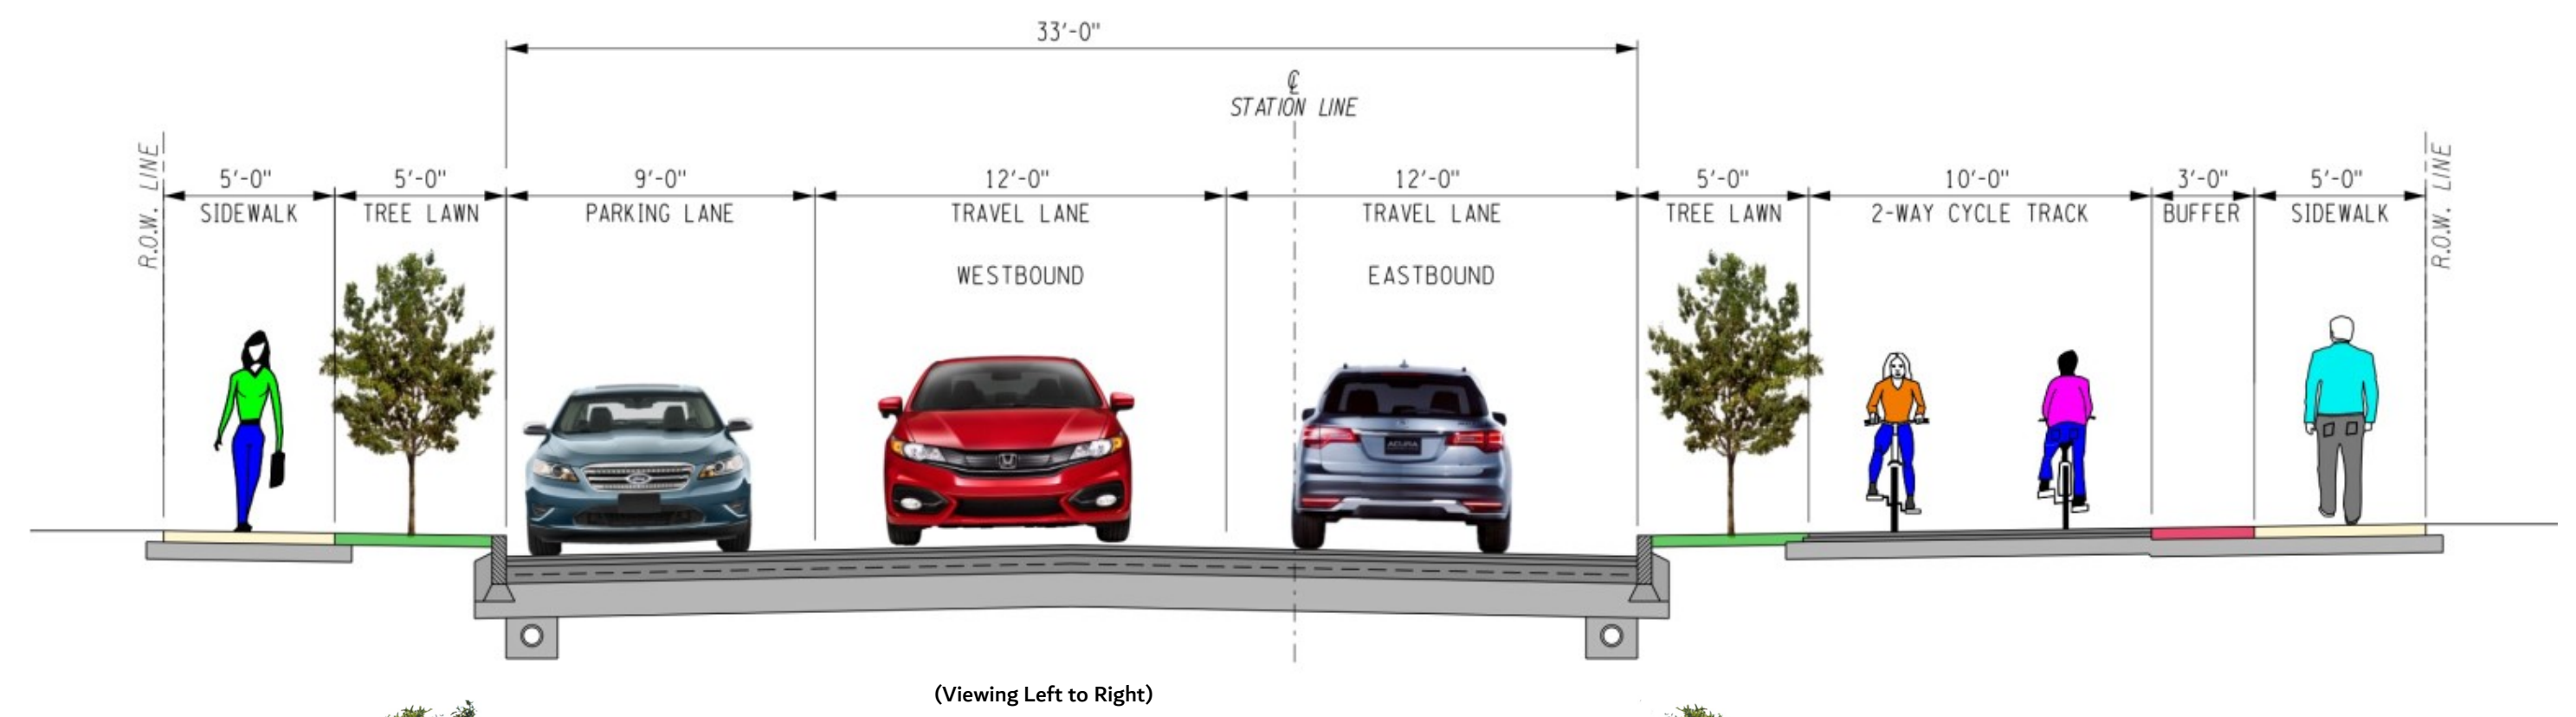 33'-0"
℄
STATION LINE
R.O.W. LINE
5'-0"
SIDEWALK
5'-0"
TREE LAWN
9'-0"
PARKING LANE
12'-0"
TRAVEL LANE
WESTBOUND
12'-0"
TRAVEL LANE
EASTBOUND
5'-0"
TREE LAWN
10'-0"
2-WAY CYCLE TRACK
3'-0"
BUFFER
5'-0"
SIDEWALK
R.O.W. LINE
ACURA
(Viewing Left to Right)